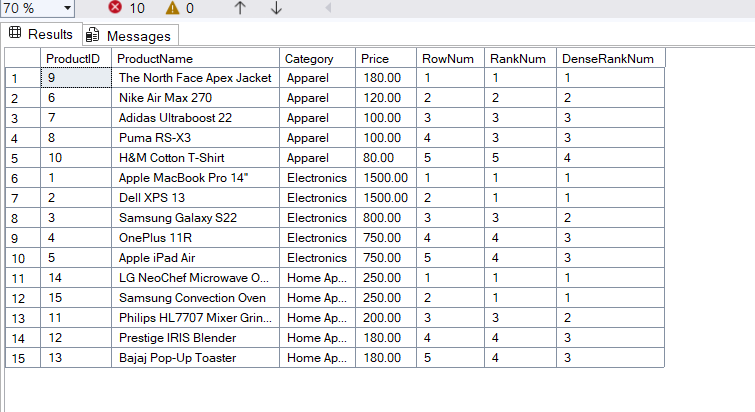 70 % 10 0
Results Messages
ProductID ProductName Category Price RowNum RankNum DenseRankNum
1 9 The North Face Apex Jacket Apparel 180.00 1 1 1
2 6 Nike Air Max 270 Apparel 120.00 2 2 2
3 7 Adidas Ultraboost 22 Apparel 100.00 3 3 3
4 8 Puma RS-X3 Apparel 100.00 4 3 3
5 10 H&M Cotton T-Shirt Apparel 80.00 5 5 4
6 1 Apple MacBook Pro 14" Electronics 1500.00 1 1 1
7 2 Dell XPS 13 Electronics 1500.00 2 1 1
8 3 Samsung Galaxy S22 Electronics 800.00 3 3 2
9 4 OnePlus 11R Electronics 750.00 4 4 3
10 5 Apple iPad Air Electronics 750.00 5 4 3
11 14 LG NeoChef Microwave O... Home Ap... 250.00 1 1 1
12 15 Samsung Convection Oven Home Ap... 250.00 2 1 1
13 11 Philips HL7707 Mixer Grin... Home Ap... 200.00 3 3 2
14 12 Prestige IRIS Blender Home Ap... 180.00 4 4 3
15 13 Bajaj Pop-Up Toaster Home Ap... 180.00 5 4 3